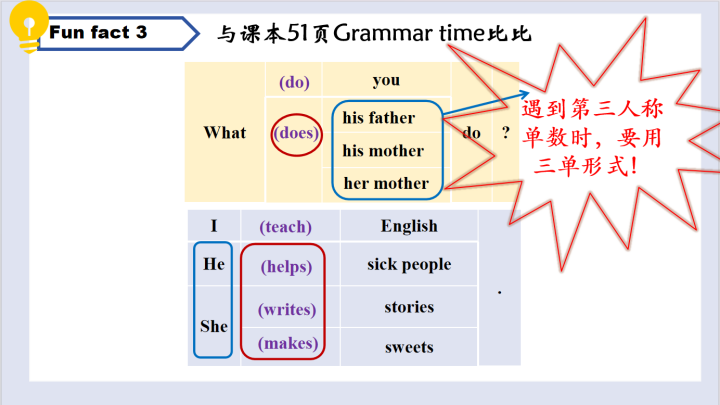 Fun fact 3
与课本51页Grammar time比比
(do) you
his father
What (does) his mother do ?
her mother
遇到第三人称
单数时，要用
三单形式！
I (teach) English
He (helps) sick people
She (writes) stories
(makes) sweets
.